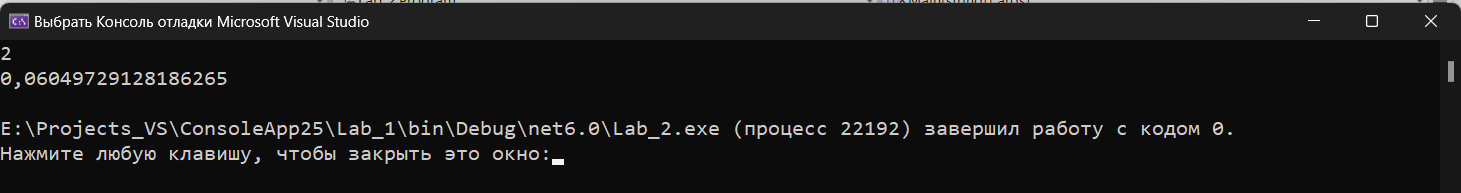 Выбрать Консоль отладки Microsoft Visual Studio
2
0,06049729128186265
E:\Projects_VS\ConsoleApp25\Lab_1\bin\Debug\net6.0\Lab_2.exe (процесс 22192) завершил работу с кодом 0.
Нажмите любую клавишу, чтобы закрыть это окно: